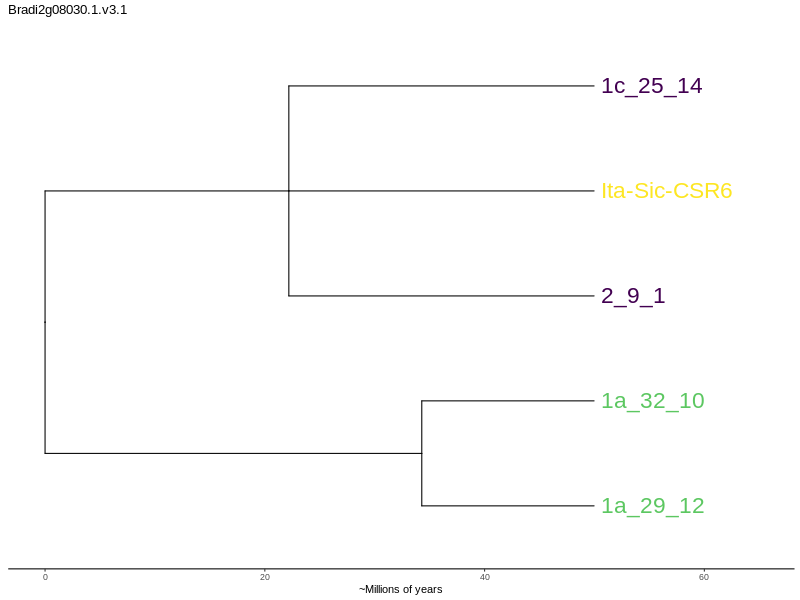 Bradi2g08030.1.v3.1
1c_25_14
Ita-Sic-CSR6
2_9_1
1a_32_10
1a_29_12
0 20 40 60
~Millions of years